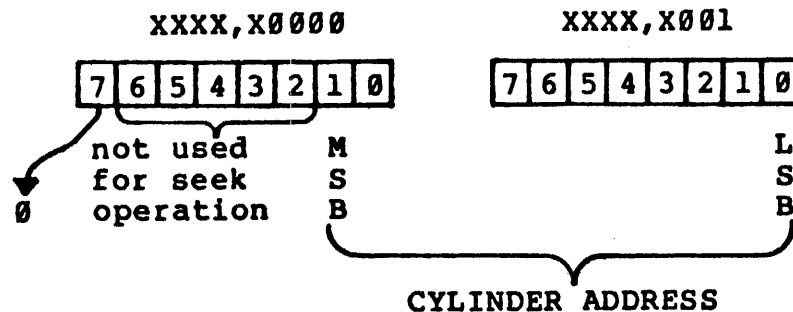 XXXX,X0000 XXXX,X001
7 6 5 4 3 2 1 0 7 6 5 4 3 2 1 0
not used M L
for seek S S
0 operation B B
CYLINDER ADDRESS